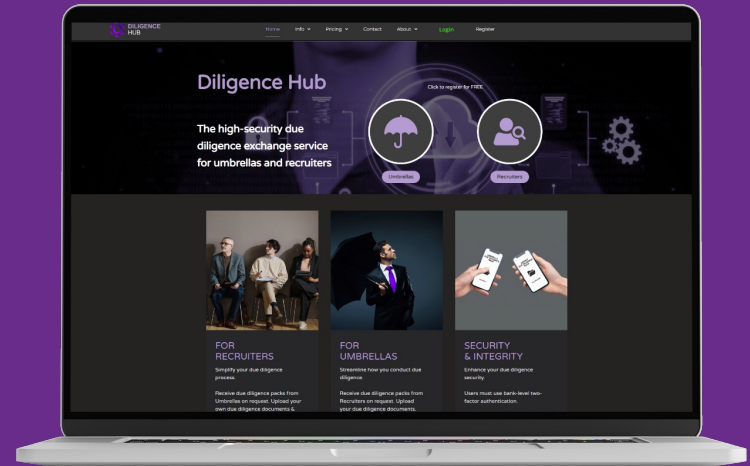 DILIGENCE
HUB
Home Info Pricing Contact About Login Register
Diligence Hub
Click to register for FREE
The high-security due
diligence exchange service
for umbrellas and recruiters
Umbrellas
Recruiters
FOR
RECRUITERS
Simplify your due diligence
process.
Receive due diligence packs from
Umbrellas on request. Upload your
own due diligence documents &
FOR
UMBRELLAS
Streamline how you conduct due
diligence.
Receive due diligence packs from
Recruiters on request. Upload
your due diligence documents.
SECURITY
& INTEGRITY
Enhance your due diligence
security.
Users must use bank-level two-
factor authentication.